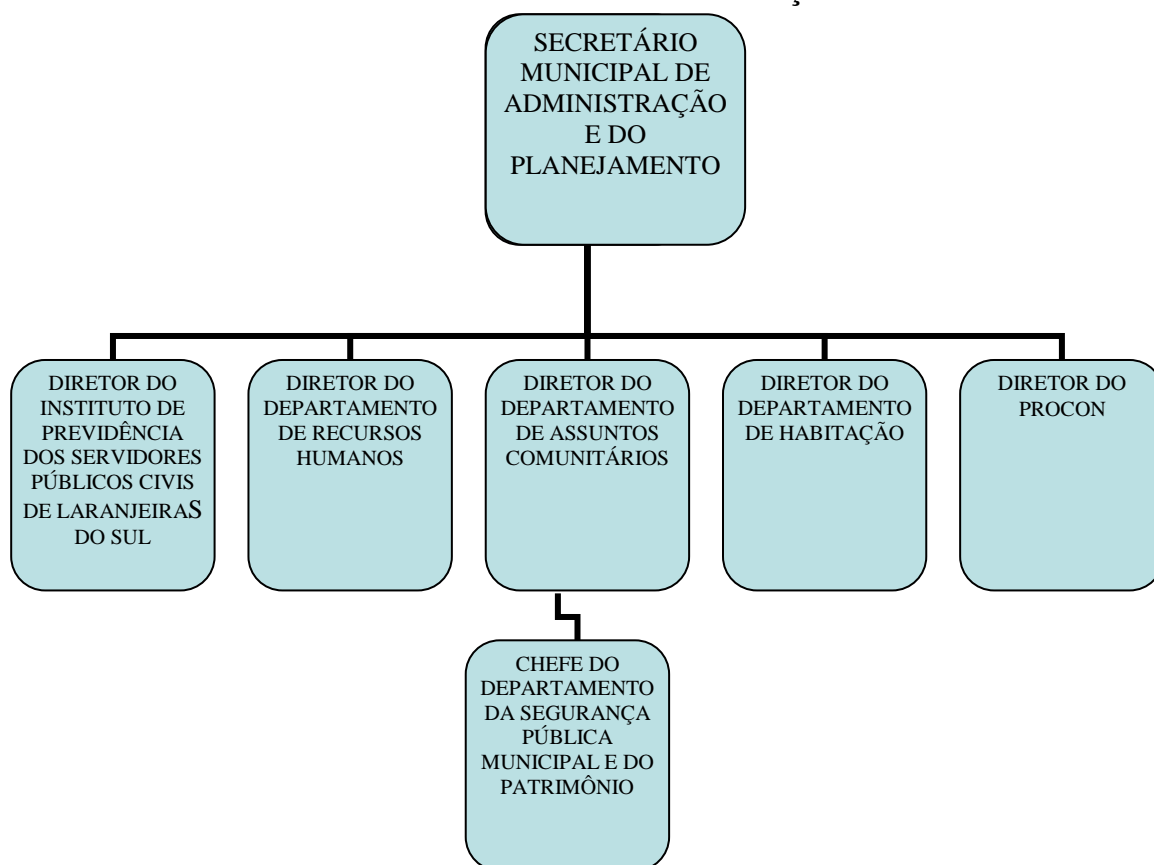 SECRETÁRIO
MUNICIPAL DE
ADMINISTRAÇÃO
E DO
PLANEJAMENTO
DIRETOR DO
INSTITUTO DE
PREVIDÊNCIA
DOS SERVIDORES
PÚBLICOS CIVIS
DE LARANJEIRAS
DO SUL
DIRETOR DO
DEPARTAMENTO
DE RECURSOS
HUMANOS
DIRETOR DO
DEPARTAMENTO
DE ASSUNTOS
COMUNITÁRIOS
DIRETOR DO
DEPARTAMENTO
DE HABITAÇÃO
DIRETOR DO
PROCON
CHEFE DO
DEPARTAMENTO
DA SEGURANÇA
PÚBLICA
MUNICIPAL E DO
PATRIMÔNIO